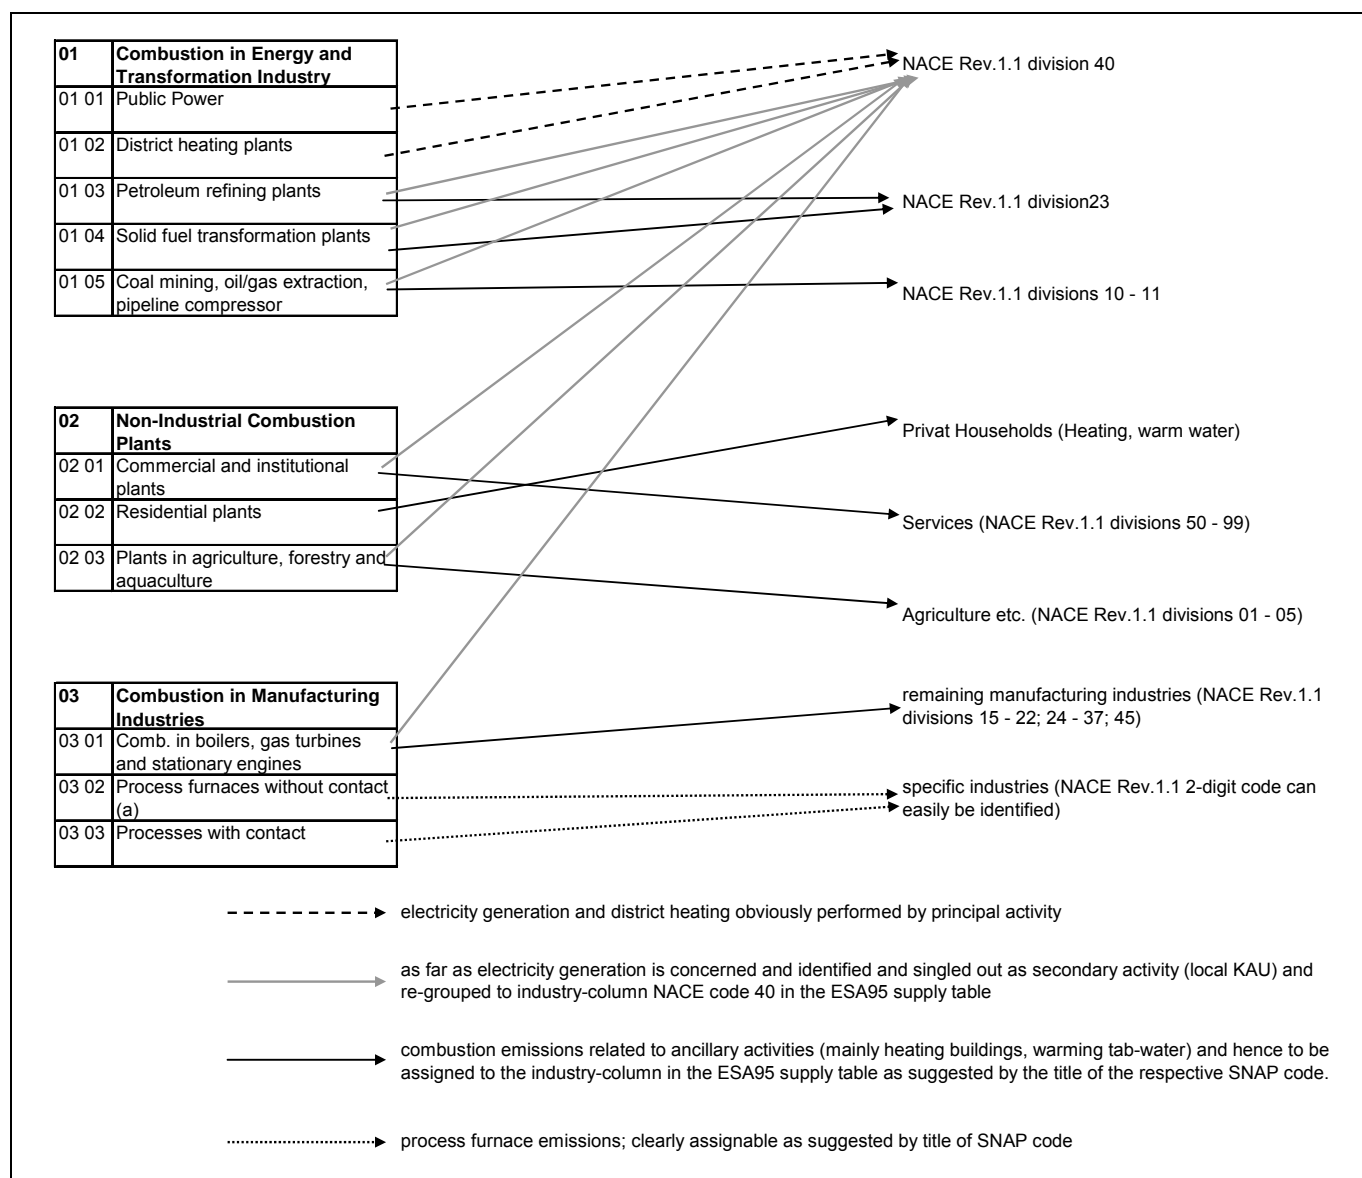 01 Combustion in Energy and
Transformation Industry
01 01 Public Power
01 02 District heating plants
01 03 Petroleum refining plants
01 04 Solid fuel transformation plants
01 05 Coal mining, oil/gas extraction,
pipeline compressor
NACE Rev.1.1 division 40
NACE Rev.1.1 division23
NACE Rev.1.1 divisions 10 - 11
02 Non-Industrial Combustion
Plants
02 01 Commercial and institutional
plants
02 02 Residential plants
02 03 Plants in agriculture, forestry and
aquaculture
Privat Households (Heating, warm water)
Services (NACE Rev.1.1 divisions 50 - 99)
Agriculture etc. (NACE Rev.1.1 divisions 01 - 05)
03 Combustion in Manufacturing
Industries
03 01 Comb. in boilers, gas turbines
and stationary engines
03 02 Process furnaces without contact
(a)
03 03 Processes with contact
remaining manufacturing industries (NACE Rev.1.1
divisions 15 - 22; 24 - 37; 45)
specific industries (NACE Rev.1.1 2-digit code can
easily be identified)
electricity generation and district heating obviously performed by principal activity
as far as electricity generation is concerned and identified and singled out as secondary activity (local KAU) and
re-grouped to industry-column NACE code 40 in the ESA95 supply table
combustion emissions related to ancillary activities (mainly heating buildings, warming tab-water) and hence to be
assigned to the industry-column in the ESA95 supply table as suggested by the title of the respective SNAP code.
process furnace emissions; clearly assignable as suggested by title of SNAP code